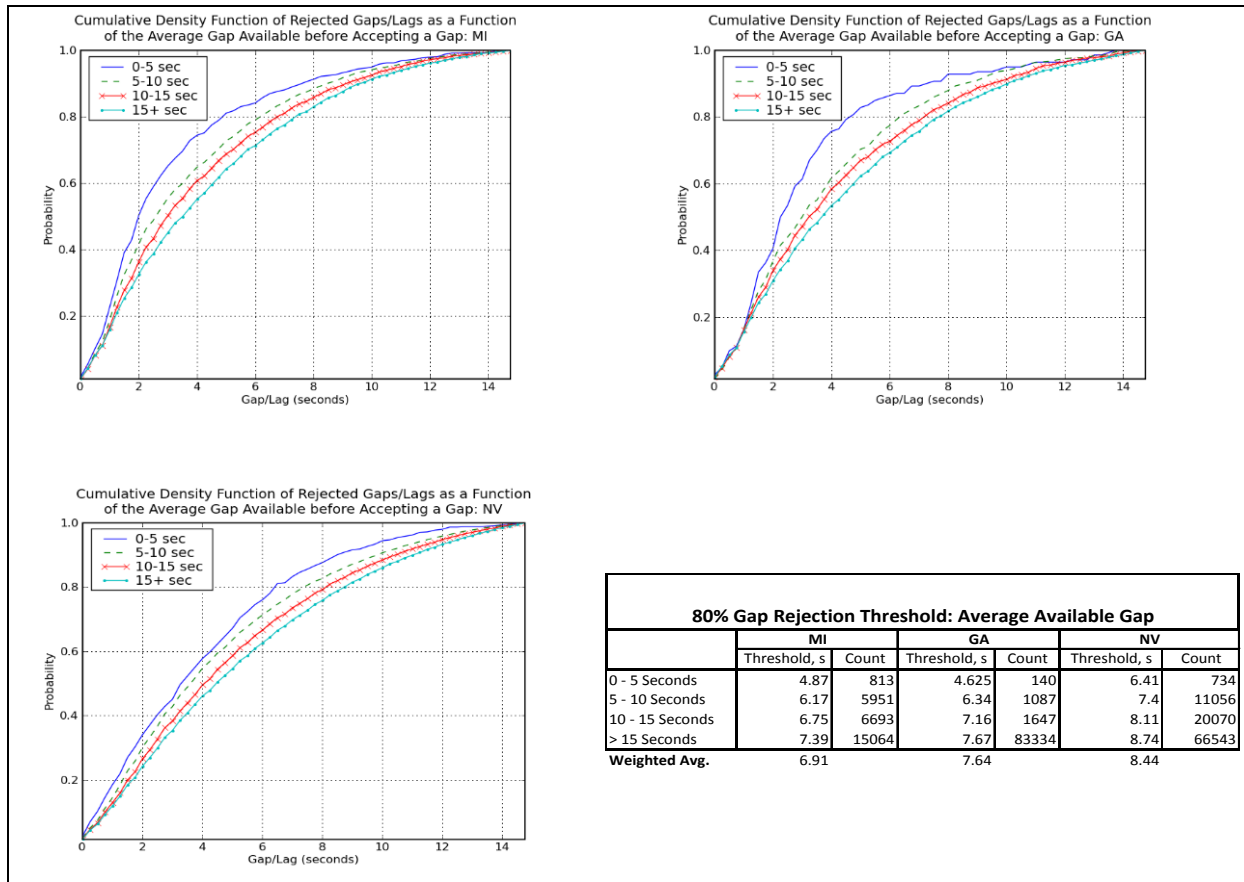 Cumulative Density Function of Rejected Gaps/Lags as a Function
of the Average Gap Available before Accepting a Gap: MI
1.0
0.8
0.6
0.4
0.2
Probability
0-5 sec
5-10 sec
10-15 sec
15+ sec
0 2 4 6 8 10 12 14
Gap/Lag (seconds)
Cumulative Density Function of Rejected Gaps/Lags as a Function
of the Average Gap Available before Accepting a Gap: GA
1.0
0.8
0.6
0.4
0.2
Probability
0-5 sec
5-10 sec
10-15 sec
15+ sec
0 2 4 6 8 10 12 14
Gap/Lag (seconds)
Cumulative Density Function of Rejected Gaps/Lags as a Function
of the Average Gap Available before Accepting a Gap: NV
1.0
0.8
0.6
0.4
0.2
Probability
0-5 sec
5-10 sec
10-15 sec
15+ sec
0 2 4 6 8 10 12 14
Gap/Lag (seconds)
80% Gap Rejection Threshold: Average Available Gap
MI GA NV
Threshold, s Count Threshold, s Count Threshold, s Count
0 - 5 Seconds 4.87 813 4.625 140 6.41 734
5 - 10 Seconds 6.17 5951 6.34 1087 7.4 11056
10 - 15 Seconds 6.75 6693 7.16 1647 8.11 20070
> 15 Seconds 7.39 15064 7.67 83334 8.74 66543
Weighted Avg. 6.91 7.64 8.44